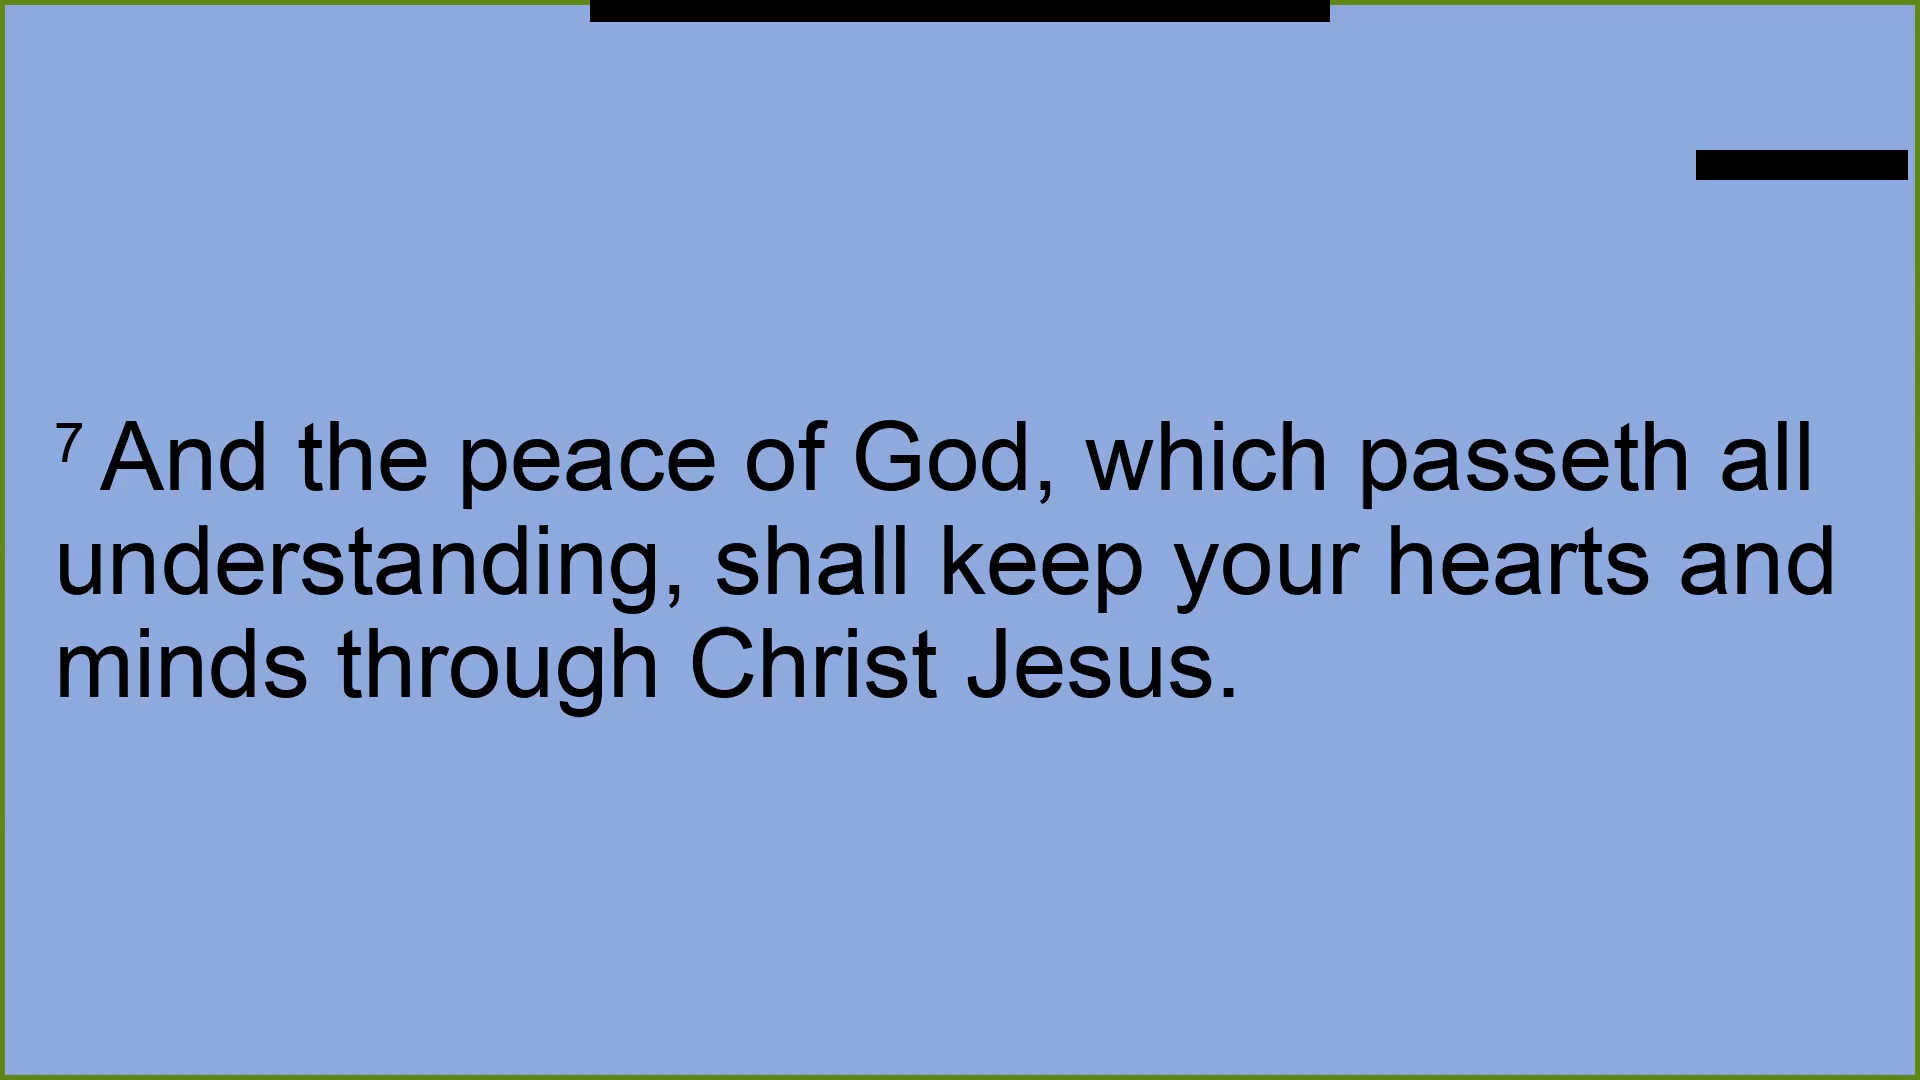 7 And the peace of God, which passeth all
understanding, shall keep your hearts and
minds through Christ Jesus.